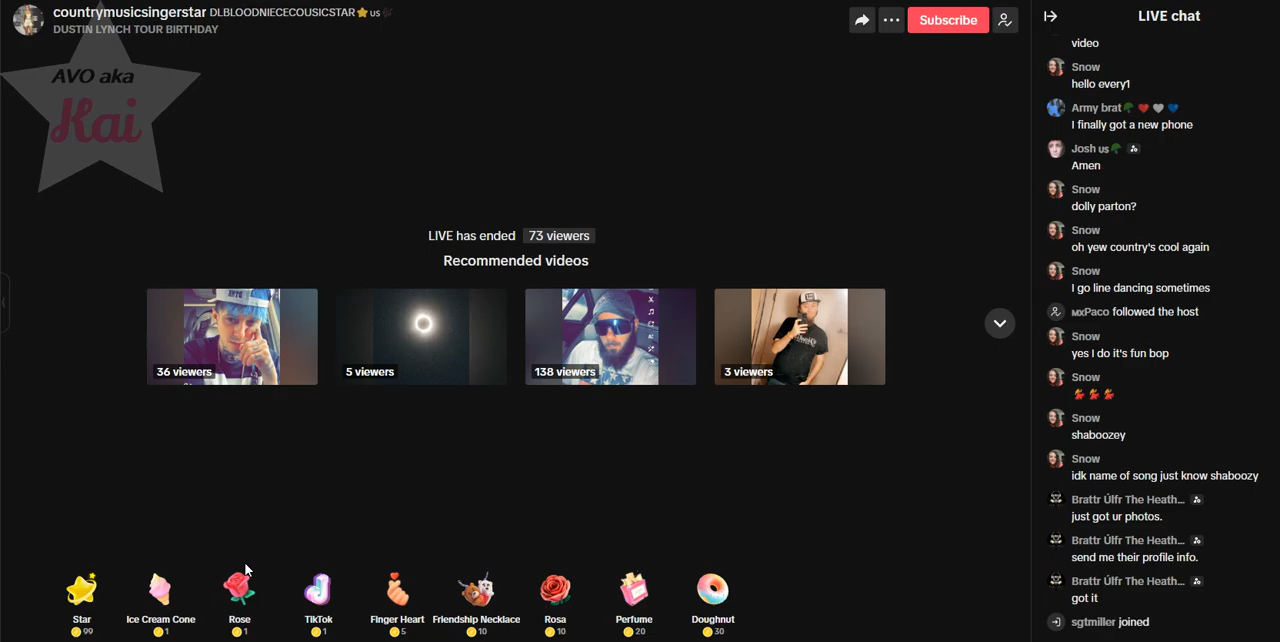 countrymusicsingerstar DLBLOODNIECECOUSICSTAR⭐us
DUSTIN LYNCH TOUR BIRTHDAY
Subscribe
AVO aka
Kai
LIVE has ended 73 viewers
Recommended videos
36 viewers
5 viewers
138 viewers
3 viewers
Star
99
Ice Cream Cone
1
Rose
1
TikTok
1
Finger Heart
5
Friendship Necklace
10
Rosa
10
Perfume
20
Doughnut
30
LIVE chat
video
Snow
hello every1
Army brat🌳❤️🤍💙
I finally got a new phone
Josh us🌳
Amen
Snow
dolly parton?
Snow
oh yew country's cool again
Snow
I go line dancing sometimes
ᴍxPaco followed the host
Snow
yes I do it's fun bop
Snow
💃💃💃
Snow
shaboozey
Snow
idk name of song just know shaboozy
Brattr Úlfr The Heath...
just got ur photos.
Brattr Úlfr The Heath...
send me their profile info.
Brattr Úlfr The Heath...
got it
sgtmiller joined